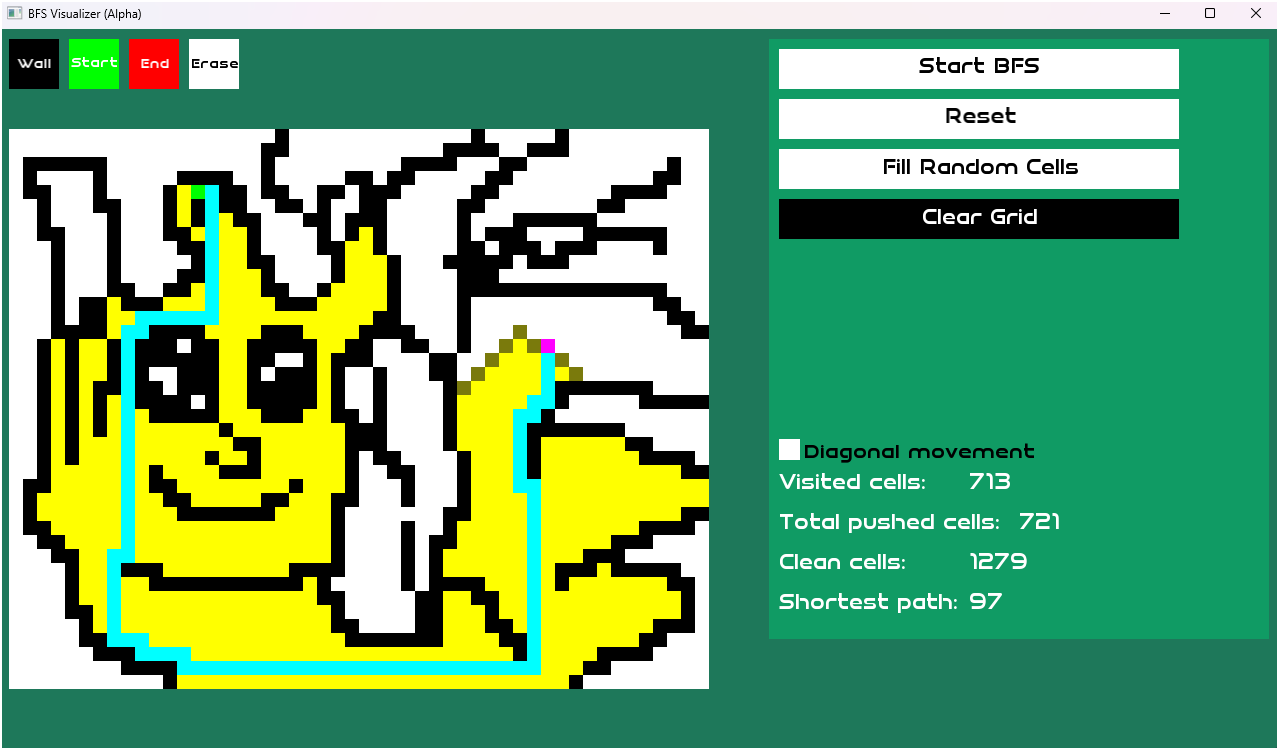 BFS Visualizer (Alpha)
Wall Start End Erase
Start BFS
Reset
Fill Random Cells
Clear Grid
Diagonal movement
Visited cells: 713
Total pushed cells: 721
Clean cells: 1279
Shortest path: 97